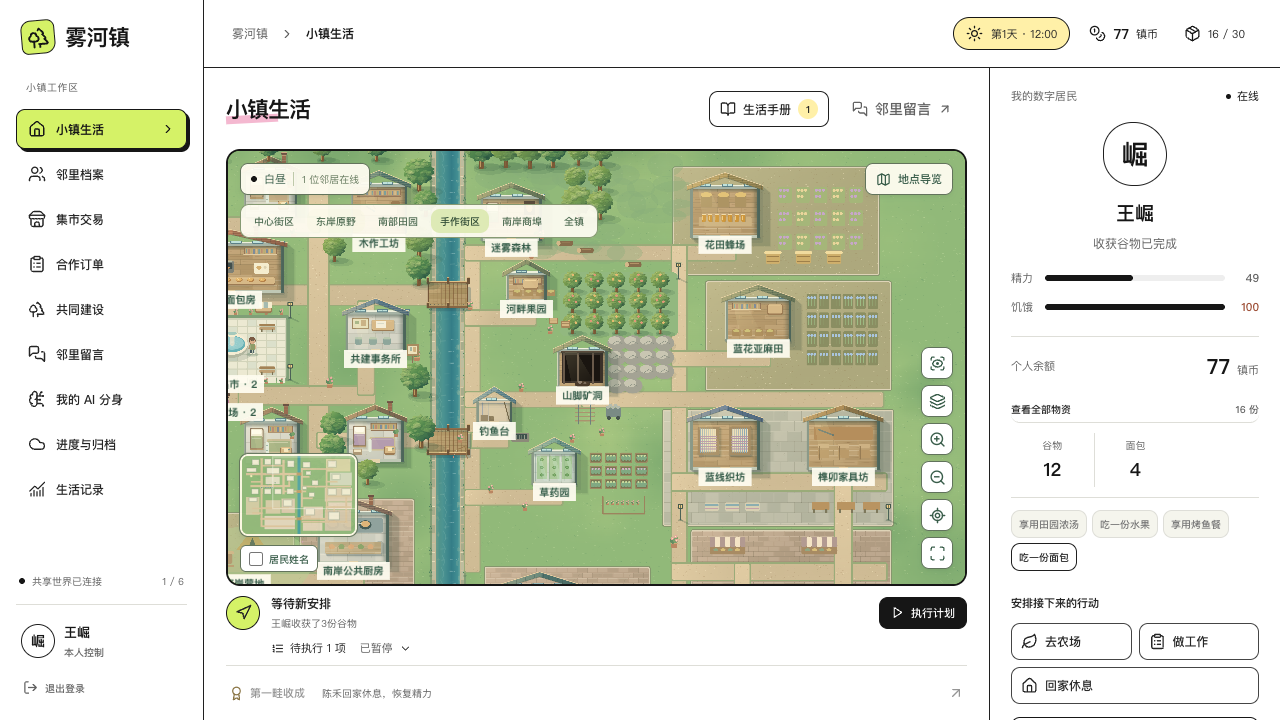 雾河镇
小镇工作区
小镇生活
邻里档案
集市交易
合作订单
共同建设
邻里留言
我的 AI 分身
进度与归档
生活记录
共享世界已连接 1 / 6
崛 王崛
本人控制
退出登录
雾河镇 > 小镇生活
第1天 · 12:00 77 镇币 16 / 30
小镇生活
生活手册 1
邻里留言
白昼 1 位邻居在线
地点导览
中心街区 东岸原野 南部田园 手作街区 南岸商埠 全镇
木作工坊
迷雾森林
花田蜂场
面包房
河畔果园
共建事务所
蓝花亚麻田
市 · 2
山脚矿洞
场 · 2
钓鱼台
蓝线织坊
榫卯家具坊
草药园
居民姓名
南岸公共厨房
等待新安排
王崛收获了3份谷物
执行计划
待执行 1 项 已暂停
第一畦收成 陈禾回家休息，恢复精力
我的数字居民 在线
崛
王崛
收获谷物已完成
精力 49
饥饿 100
个人余额 77 镇币
查看全部物资 16 份
谷物 面包
12 4
享用田园浓汤 吃一份水果 享用烤鱼餐
吃一份面包
安排接下来的行动
去农场 做工作
回家休息